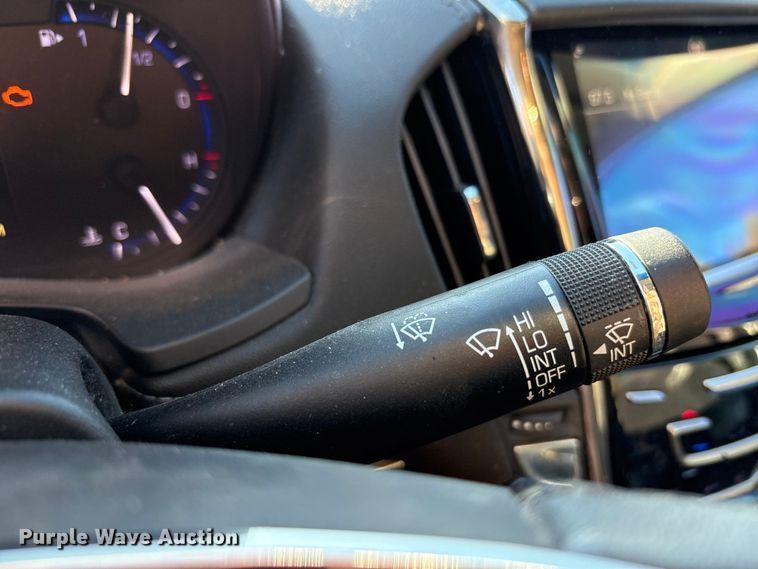 1
1/2
0
H
C
HI
LO
INT
OFF
1x
INT
Purple Wave Auction